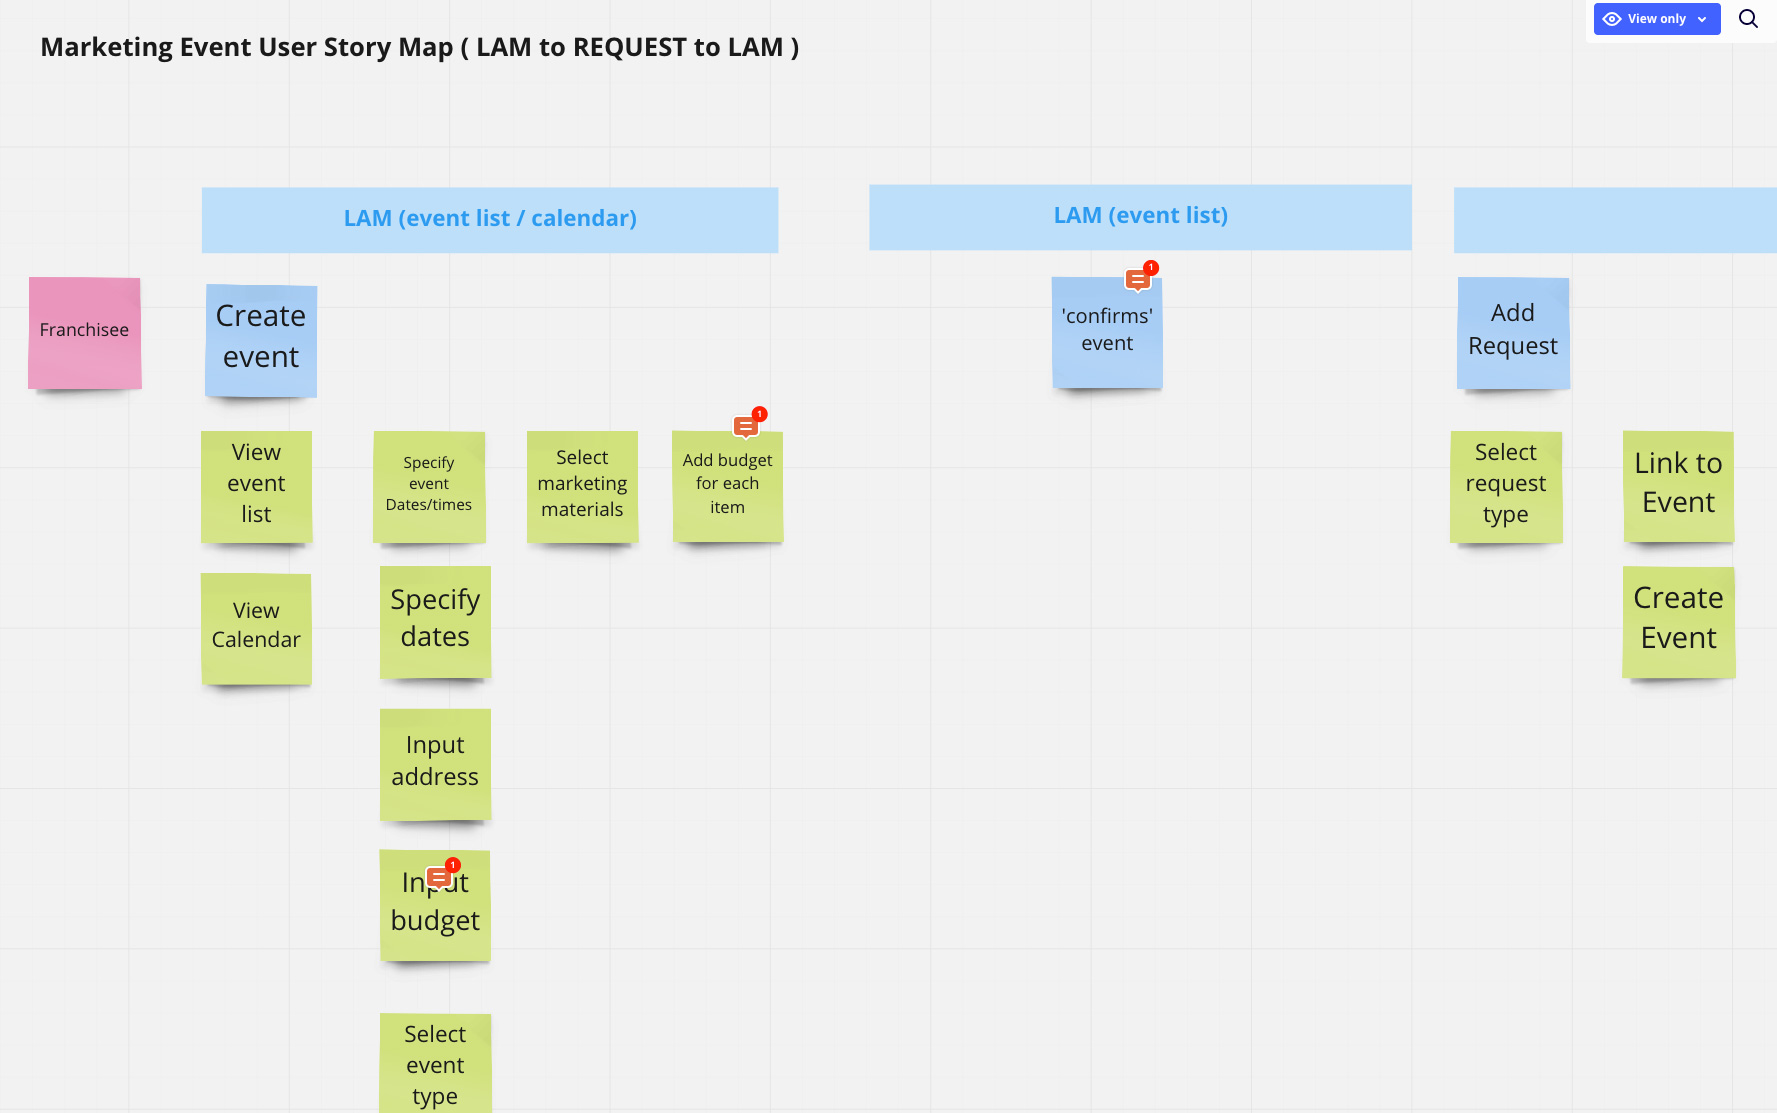 Marketing Event User Story Map ( LAM to REQUEST to LAM )
View only
LAM (event list / calendar)
LAM (event list)
Franchisee
Create
event
1
'confirms'
event
Add
Request
View
event
list
Specify
event
Dates/times
Select
marketing
materials
1
Add budget
for each
item
Select
request
type
Link to
Event
View
Calendar
Specify
dates
Create
Event
Input
address
1
Input
budget
Select
event
type